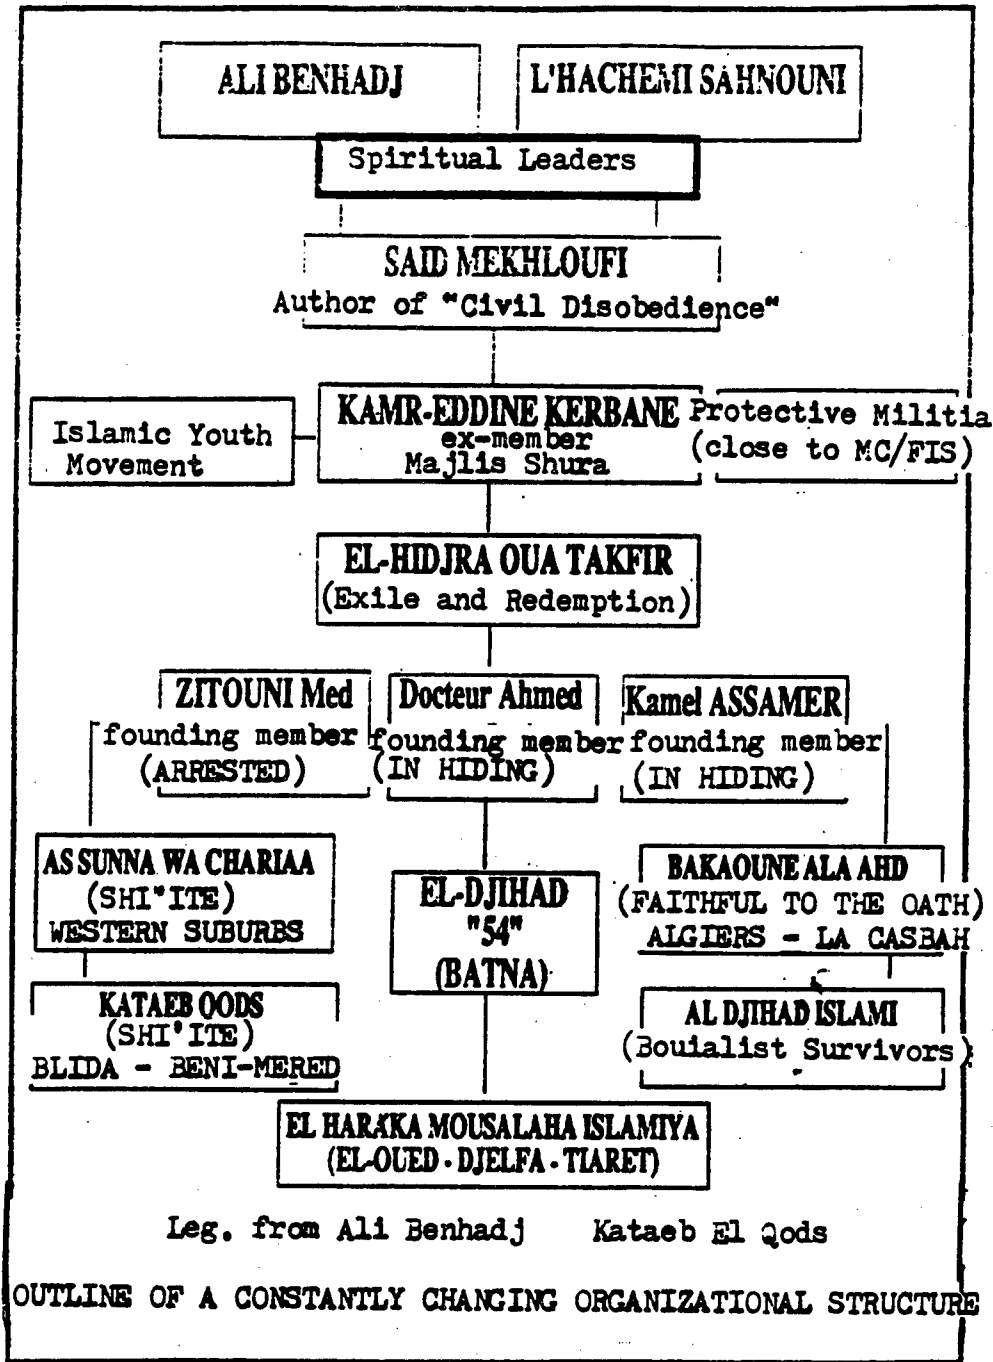 ALI BENHADJ
L'HACHEMI SAHNOUNI
Spiritual Leaders
SAID MEKHLOUFI
Author of "Civil Disobedience"
Islamic Youth
Movement
KAMR-EDDINE KERBANE
ex-member
Majlis Shura
Protective Militia
(close to MC/FIS)
EL-HIDJRA OUA TAKFIR
(Exile and Redemption)
ZITOUNI Med
founding member
(ARRESTED)
Docteur Ahmed
founding member
(IN HIDING)
Kamel ASSAMER
founding member
(IN HIDING)
AS SUNNA WA CHARIAA
(SHI'ITE)
WESTERN SUBURBS
EL-DJIHAD
"54"
(BATNA)
BAKAOUNE ALA AHD
(FAITHFUL TO THE OATH)
ALGIERS - LA CASBAH
KATAEB OODS
(SHI'ITE)
BLIDA - BENI-MERED
AL DJIHAD ISLAMI
(Bouialist Survivors)
EL HARAKA MOUSALAHA ISLAMIYA
(EL-OUED - DJELFA - TIARET)
Leg. from Ali Benhadj Kataeb El Qods
OUTLINE OF A CONSTANTLY CHANGING ORGANIZATIONAL STRUCTURE